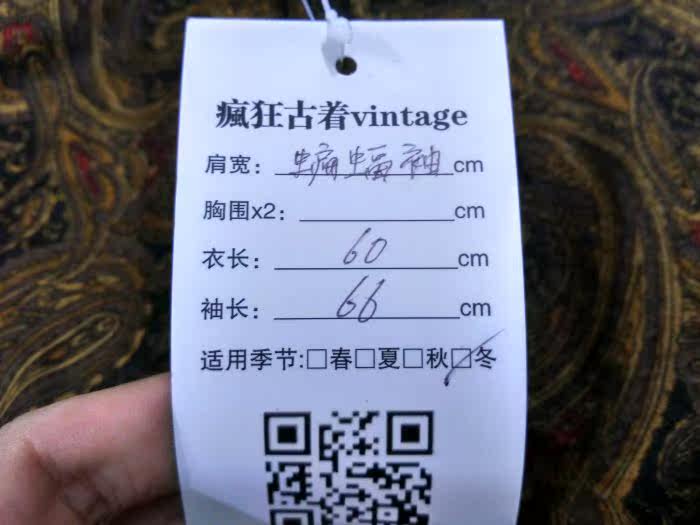 瘋狂古着vintage
肩宽：蝙蝠袖cm
胸围x2：cm
衣长：60cm
袖长：66cm
适用季节:□春□夏□秋☑冬